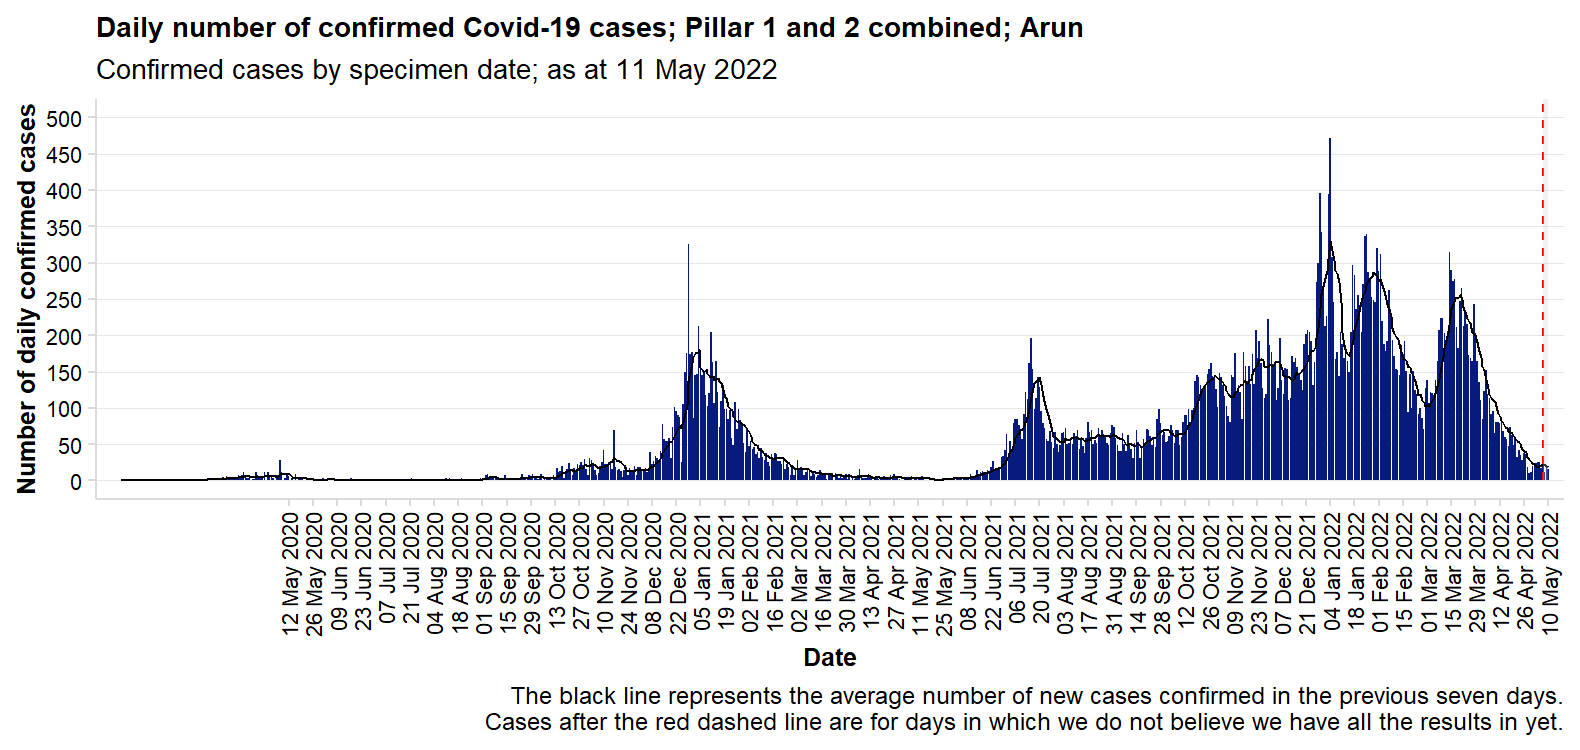 Daily number of confirmed Covid-19 cases; Pillar 1 and 2 combined; Arun
Confirmed cases by specimen date; as at 11 May 2022
Number of daily confirmed cases
500
450
400
350
300
250
200
150
100
50
0
12 May 2020
26 May 2020
09 Jun 2020
23 Jun 2020
07 Jul 2020
21 Jul 2020
04 Aug 2020
18 Aug 2020
01 Sep 2020
15 Sep 2020
29 Sep 2020
13 Oct 2020
27 Oct 2020
10 Nov 2020
24 Nov 2020
08 Dec 2020
22 Dec 2020
05 Jan 2021
19 Jan 2021
02 Feb 2021
16 Feb 2021
02 Mar 2021
16 Mar 2021
30 Mar 2021
13 Apr 2021
27 Apr 2021
11 May 2021
25 May 2021
08 Jun 2021
22 Jun 2021
06 Jul 2021
20 Jul 2021
03 Aug 2021
17 Aug 2021
31 Aug 2021
14 Sep 2021
28 Sep 2021
12 Oct 2021
26 Oct 2021
09 Nov 2021
23 Nov 2021
07 Dec 2021
21 Dec 2021
04 Jan 2022
18 Jan 2022
01 Feb 2022
15 Feb 2022
01 Mar 2022
15 Mar 2022
29 Mar 2022
12 Apr 2022
26 Apr 2022
10 May 2022
Date
The black line represents the average number of new cases confirmed in the previous seven days.
Cases after the red dashed line are for days in which we do not believe we have all the results in yet.